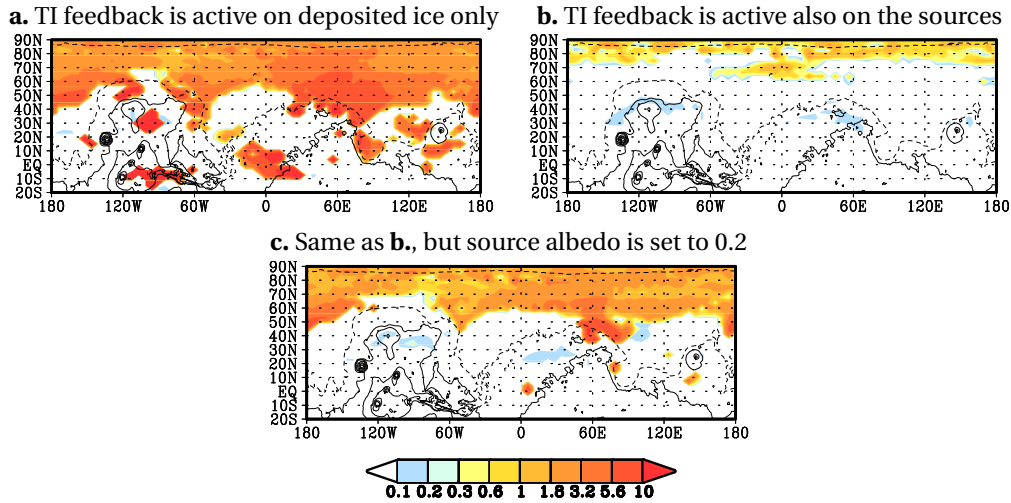 a. TI feedback is active on deposited ice only
b. TI feedback is active also on the sources
90N
80N
70N
60N
50N
40N
30N
20N
10N
EQ
10S
20S
180 120W 60W 0 60E 120E 180
90N
80N
70N
60N
50N
40N
30N
20N
10N
EQ
10S
20S
180 120W 60W 0 60E 120E 180
c. Same as b., but source albedo is set to 0.2
90N
80N
70N
60N
50N
40N
30N
20N
10N
EQ
10S
20S
180 120W 60W 0 60E 120E 180
0.1 0.2 0.3 0.6 1 1.8 3.2 5.6 10